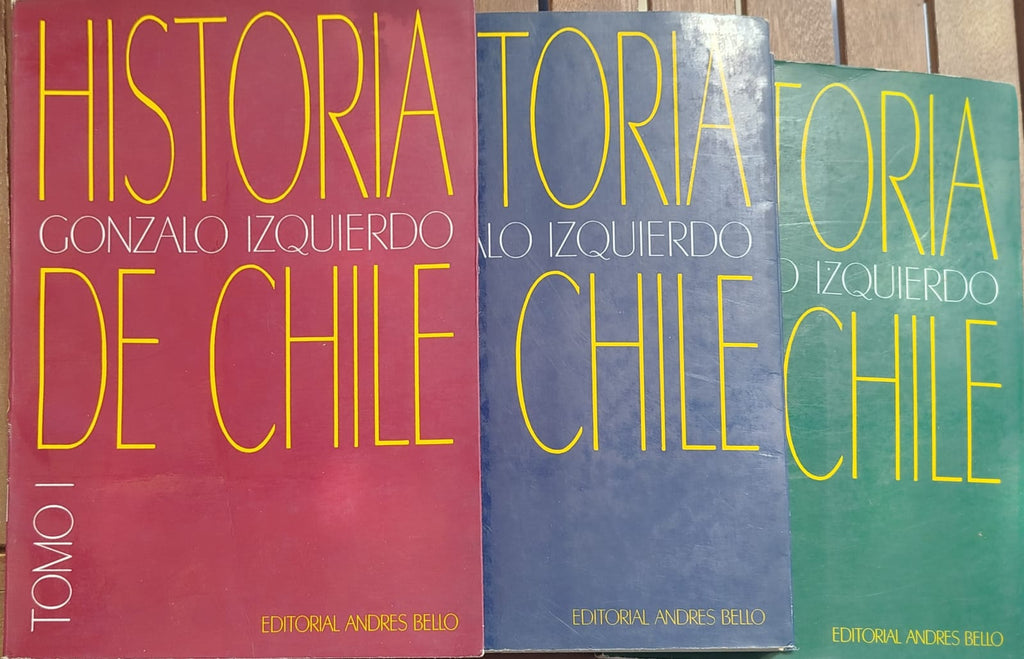 HISTORIA
GONZALO IZQUIERDO
DE CHILE
TOMO I
EDITORIAL ANDRES BELLO
TORIA
ALO IZQUIERDO
CHILE
EDITORIAL ANDRES BELLO
TORIA
O IZQUIERDO
CHILE
EDITORIAL ANDRES BELLO